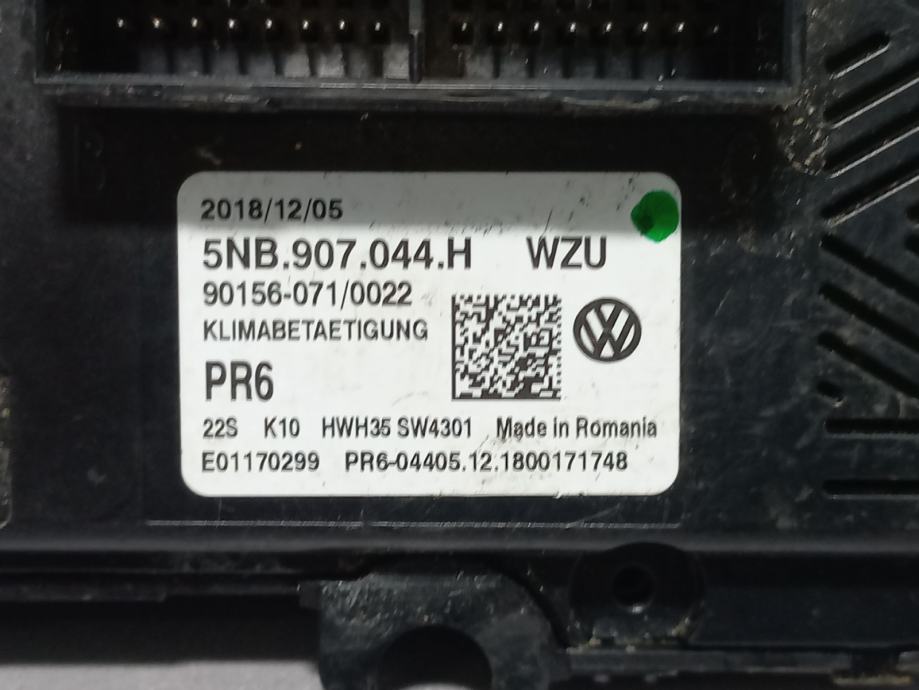 2018/12/05
5NB.907.044.H WZU
90156-071/0022
KLIMABETAETIGUNG
PR6
22S K10 HWH35 SW4301 Made in Romania
E01170299 PR6-04405.12.1800171748